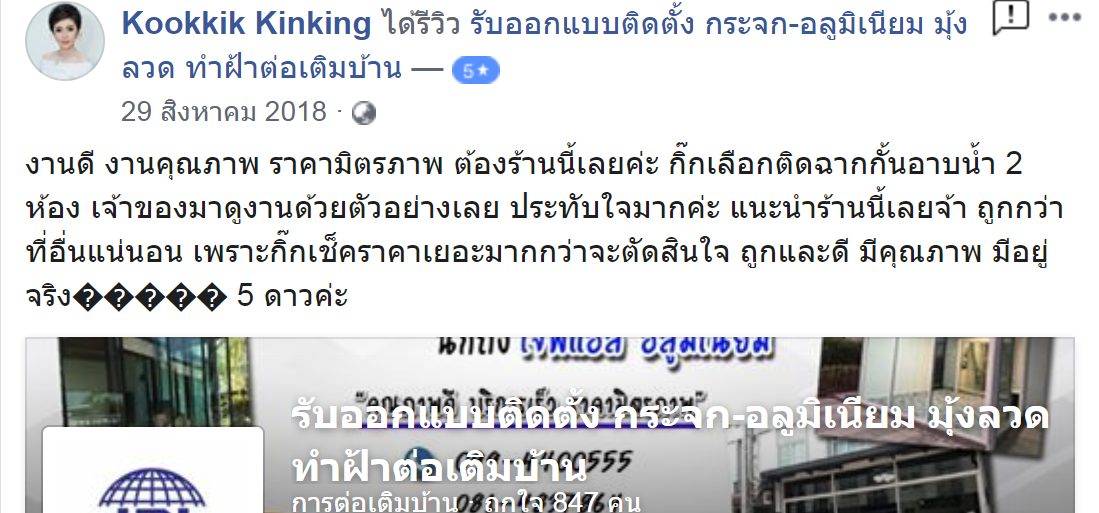 Kookkik Kinking ได้รีวิว รับออกแบบติดตั้ง กระจก-อลูมิเนียม มุ้ง
ลวด ทำฝ้าต่อเติมบ้าน — 5★
29 สิงหาคม 2018 ·
งานดี งานคุณภาพ ราคามิตรภาพ ต้องร้านนี้เลยค่ะ กิ๊กเลือกติดฉากกั้นอาบน้ำ 2
ห้อง เจ้าของมาดูงานด้วยตัวอย่างเลย ประทับใจมากค่ะ แนะนำร้านนี้เลยจ้า ถูกกว่า
ที่อื่นแน่นอน เพราะกิ๊กเช็คราคาเยอะมากกว่าจะตัดสินใจ ถูกและดี มีคุณภาพ มีอยู่
จริง����� 5 ดาวค่ะ
เจพีแอล อลูมิเนียม
รับออกแบบติดตั้ง กระจก-อลูมิเนียม มุ้งลวด
ทำฝ้าต่อเติมบ้าน
การต่อเติมบ้าน · ถูกใจ 847 คน